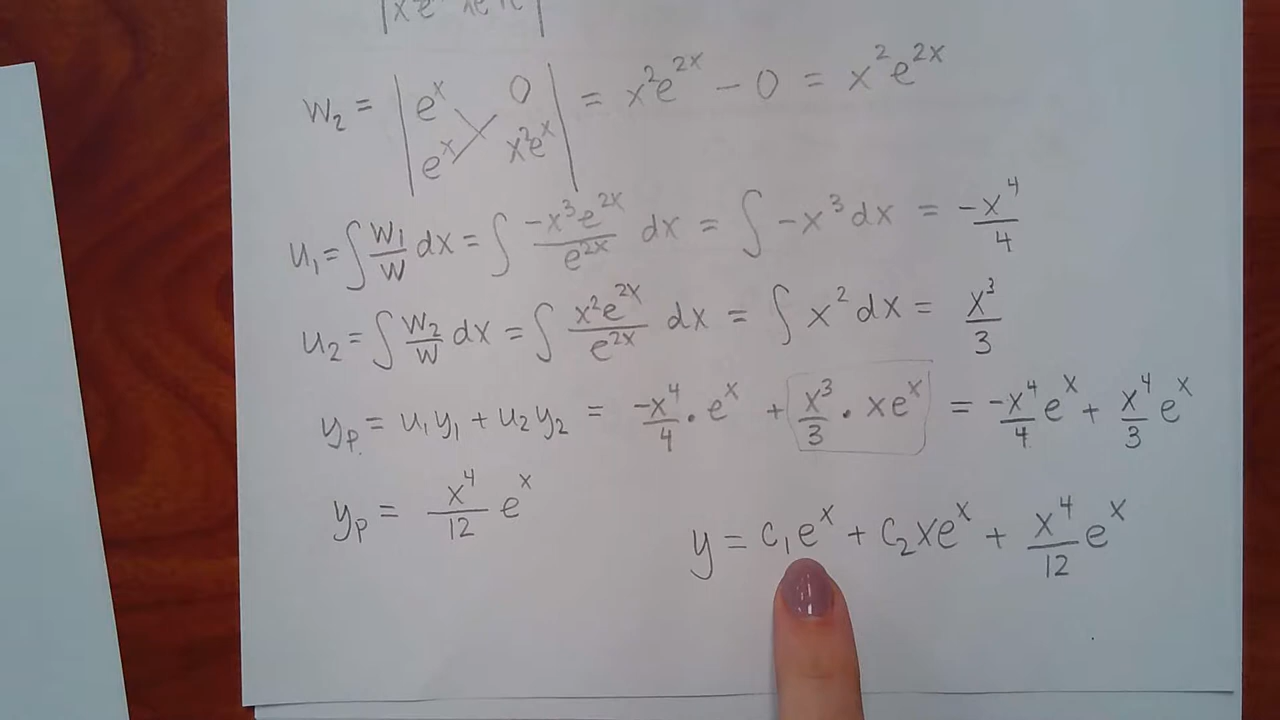 W₂ = | eˣ 0 ; eˣ x²eˣ | = x²e²ˣ − 0 = x²e²ˣ
u₁ = ∫ W₁/W dx = ∫ −x³e²ˣ/e²ˣ dx = ∫ −x³ dx = −x⁴/4
u₂ = ∫ W₂/W dx = ∫ x²e²ˣ/e²ˣ dx = ∫ x² dx = x³/3
yₚ = u₁y₁ + u₂y₂ = −x⁴/4 · eˣ + x³/3 · xeˣ = −x⁴/4 eˣ + x⁴/3 eˣ
yₚ = x⁴/12 eˣ
y = c₁eˣ + c₂xeˣ + x⁴/12 eˣ